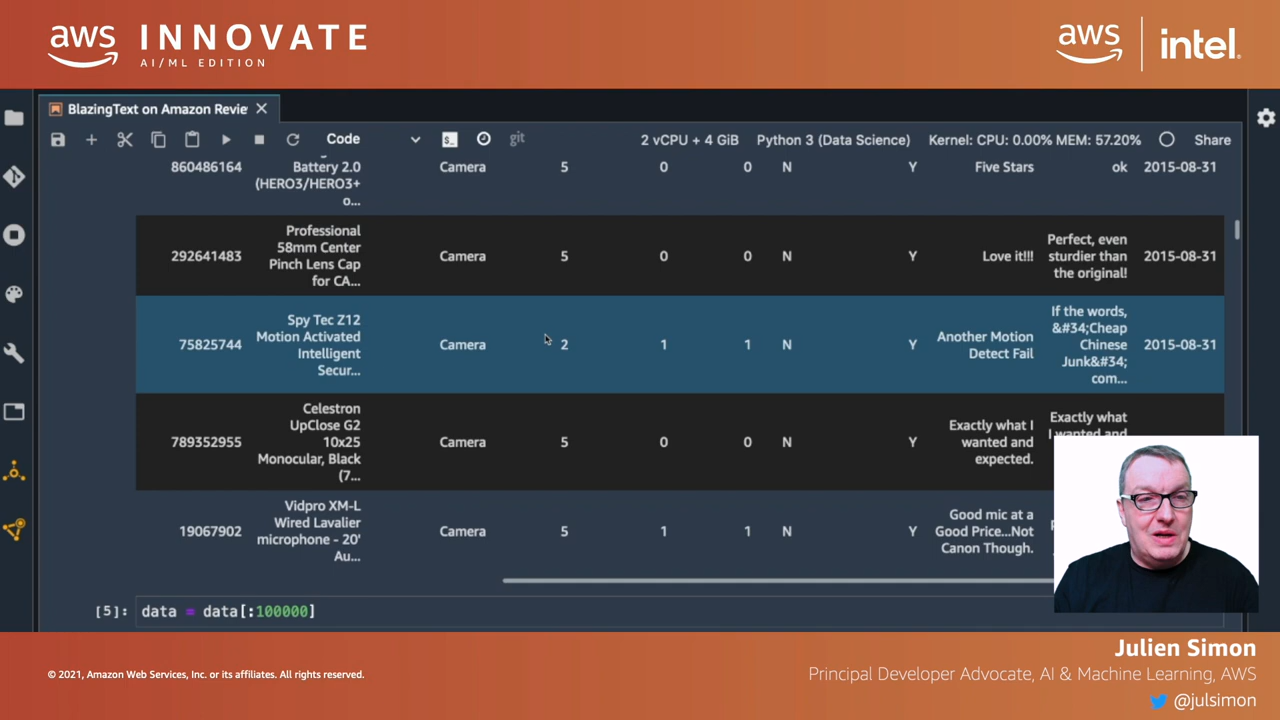 aws INNOVATE
AI/ML EDITION
aws intel.
BlazingText on Amazon Review
Code
git
2 vCPU + 4 GiB
Python 3 (Data Science)
Kernel: CPU: 0.00% MEM: 57.20%
Share
860486164 Battery 2.0 (HERO3/HERO3+ o... Camera 5 0 0 N Y Five Stars ok 2015-08-31
292641483 Professional 58mm Center Pinch Lens Cap for CA... Camera 5 0 0 N Y Love it!!! Perfect, even sturdier than the original! 2015-08-31
75825744 Spy Tec Z12 Motion Activated Intelligent Secur... Camera 2 1 1 N Y Another Motion Detect Fail If the words, &#34;Cheap Chinese Junk&#34; com... 2015-08-31
789352955 Celestron UpClose G2 10x25 Monocular, Black (7... Camera 5 0 0 N Y Exactly what I wanted and expected. Exactly what I wanted and
19067902 Vidpro XM-L Wired Lavalier microphone - 20' Au... Camera 5 1 1 N Y Good mic at a Good Price...Not Canon Though.
[5]: data = data[:100000]
Julien Simon
Principal Developer Advocate, AI & Machine Learning, AWS
@julsimon
© 2021, Amazon Web Services, Inc. or its affiliates. All rights reserved.